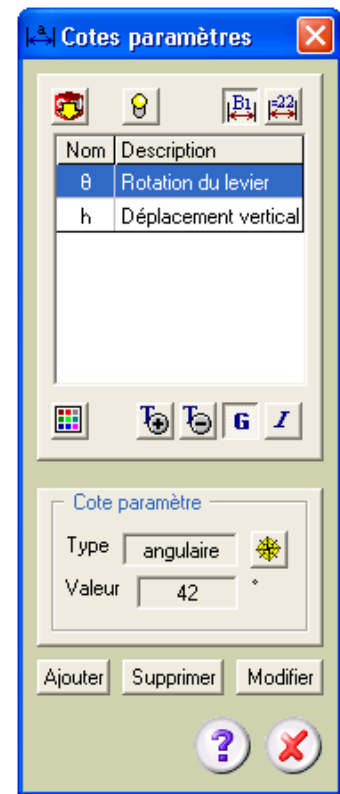 a Cotes paramètres
B1 =22
Nom Description
θ Rotation du levier
h Déplacement vertical
T T G I
Cote paramètre
Type angulaire
Valeur 42 °
Ajouter Supprimer Modifier
?